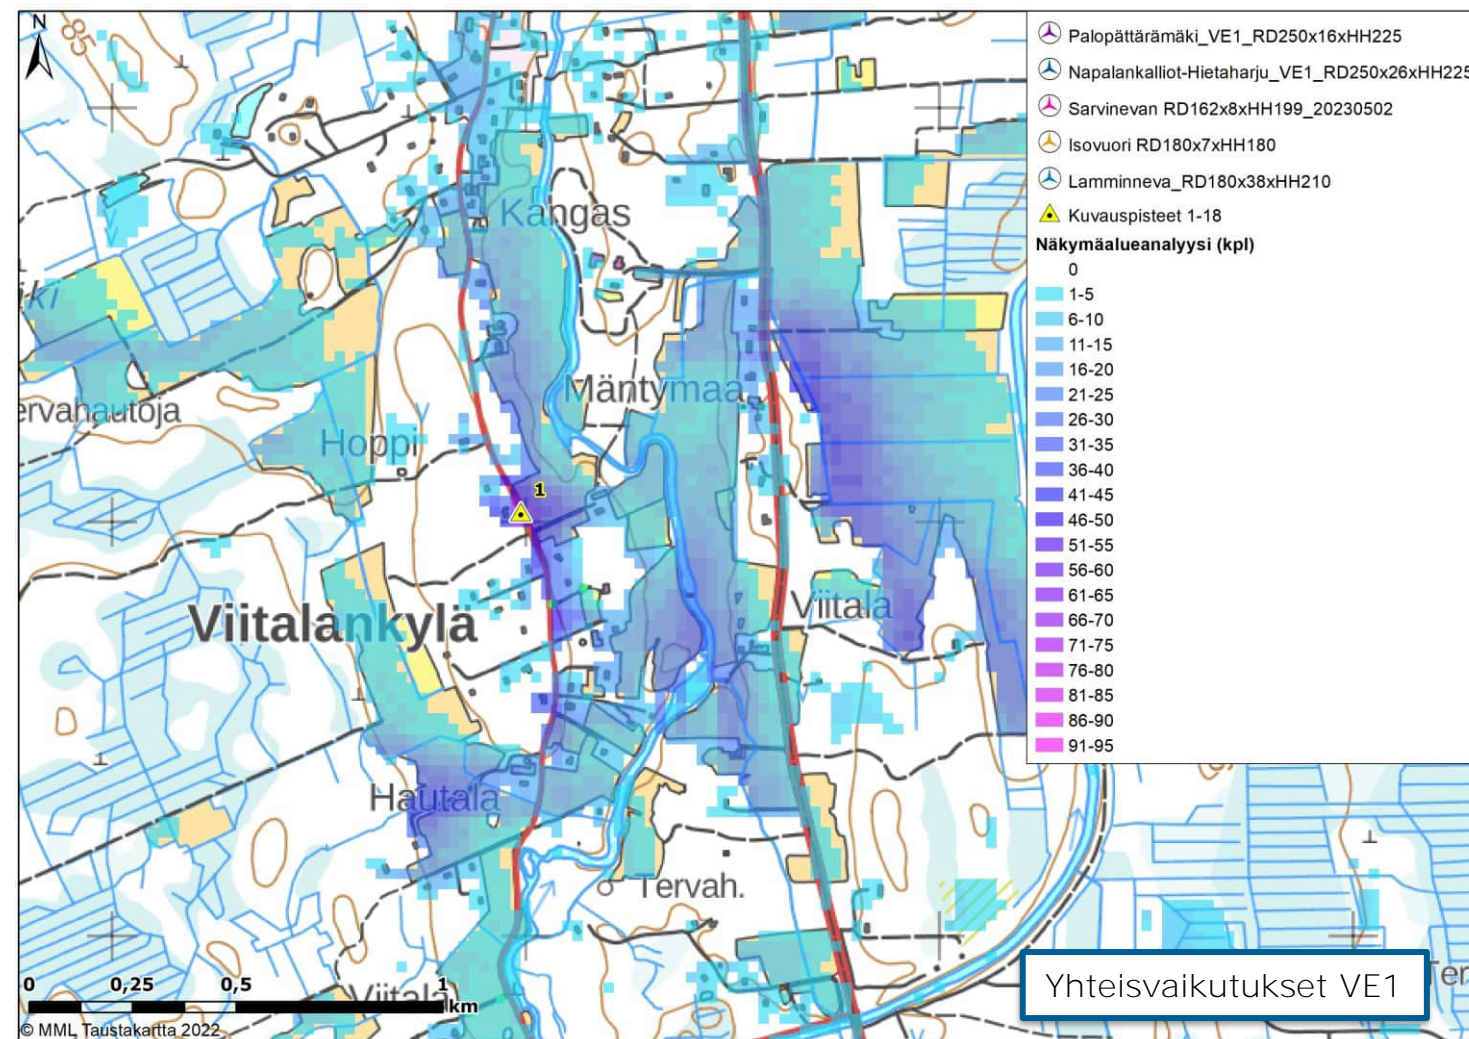 N
85
Palopättärämäki_VE1_RD250x16xHH225
Napalankalliot-Hietaharju_VE1_RD250x26xHH225
Sarvinevan RD162x8xHH199_20230502
Isovuori RD180x7xHH180
Lamminneva_RD180x38xHH210
Kuvauspisteet 1-18
Näkymäalueanalyysi (kpl)
0
1-5
6-10
11-15
16-20
21-25
26-30
31-35
36-40
41-45
46-50
51-55
56-60
61-65
66-70
71-75
76-80
81-85
86-90
91-95
Kangas
ki
Mäntymaa
ervahautoja
Hoppi
1
Viitala
Viitalankylä
Hautala
Tervah.
Viitala
Ter
0 0,25 0,5 1
km
© MML Taustakartta 2022
Yhteisvaikutukset VE1